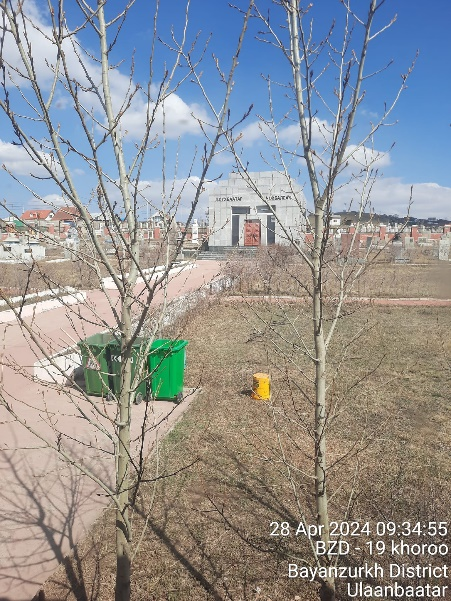 28 Apr 2024 09:34:55
BZD - 19 khoroo
Bayanzurkh District
Ulaanbaatar